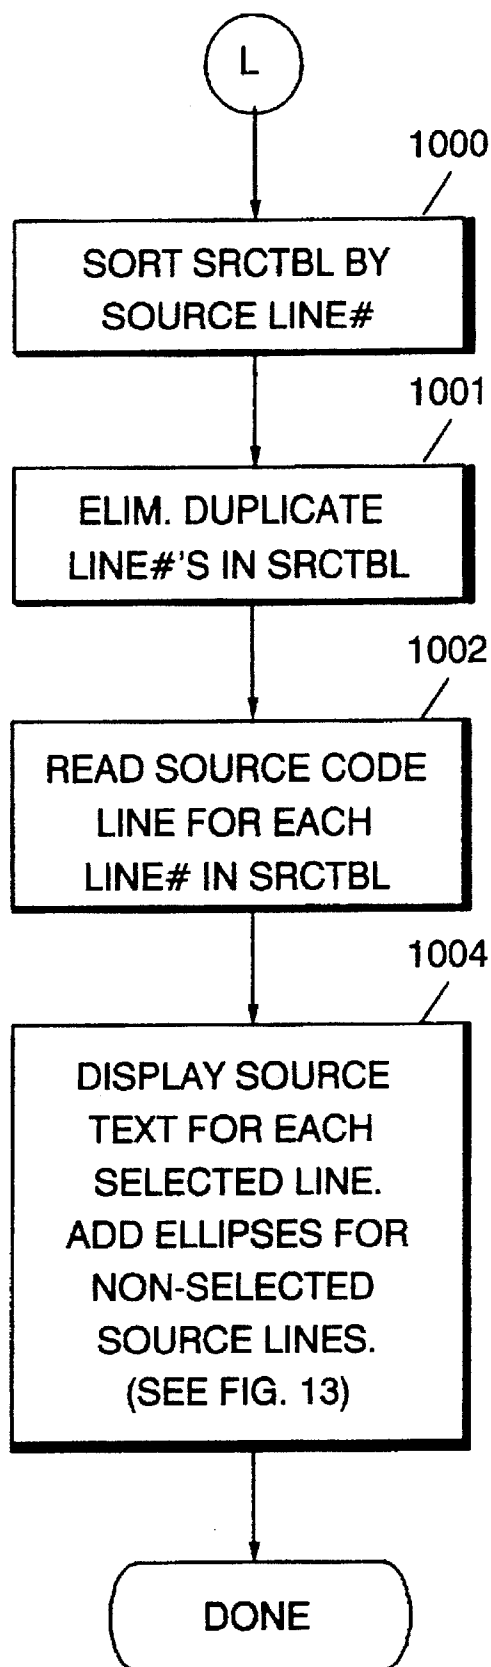 L
1000
SORT SRCTBL BY
SOURCE LINE#
1001
ELIM. DUPLICATE
LINE#'S IN SRCTBL
1002
READ SOURCE CODE
LINE FOR EACH
LINE# IN SRCTBL
1004
DISPLAY SOURCE
TEXT FOR EACH
SELECTED LINE.
ADD ELLIPSES FOR
NON-SELECTED
SOURCE LINES.
(SEE FIG. 13)
DONE